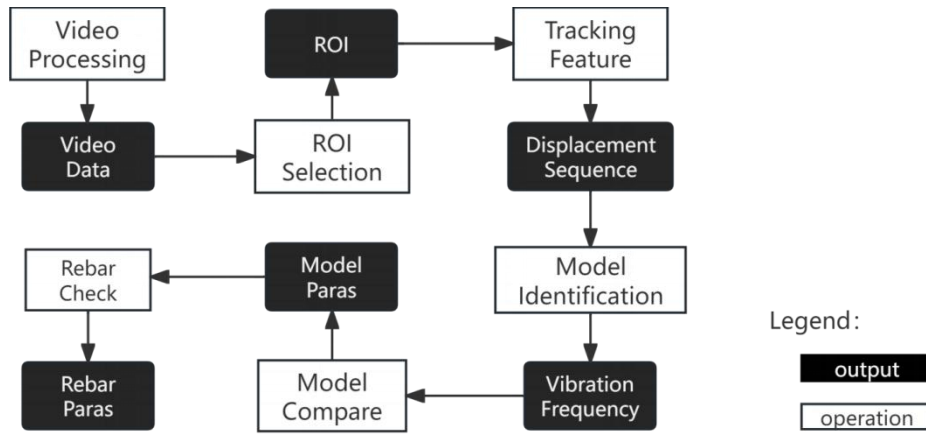 Video
Processing
ROI
Tracking
Feature
Video
Data
ROI
Selection
Displacement
Sequence
Rebar
Check
Model
Paras
Model
Identification
Rebar
Paras
Model
Compare
Vibration
Frequency
Legend:
output
operation